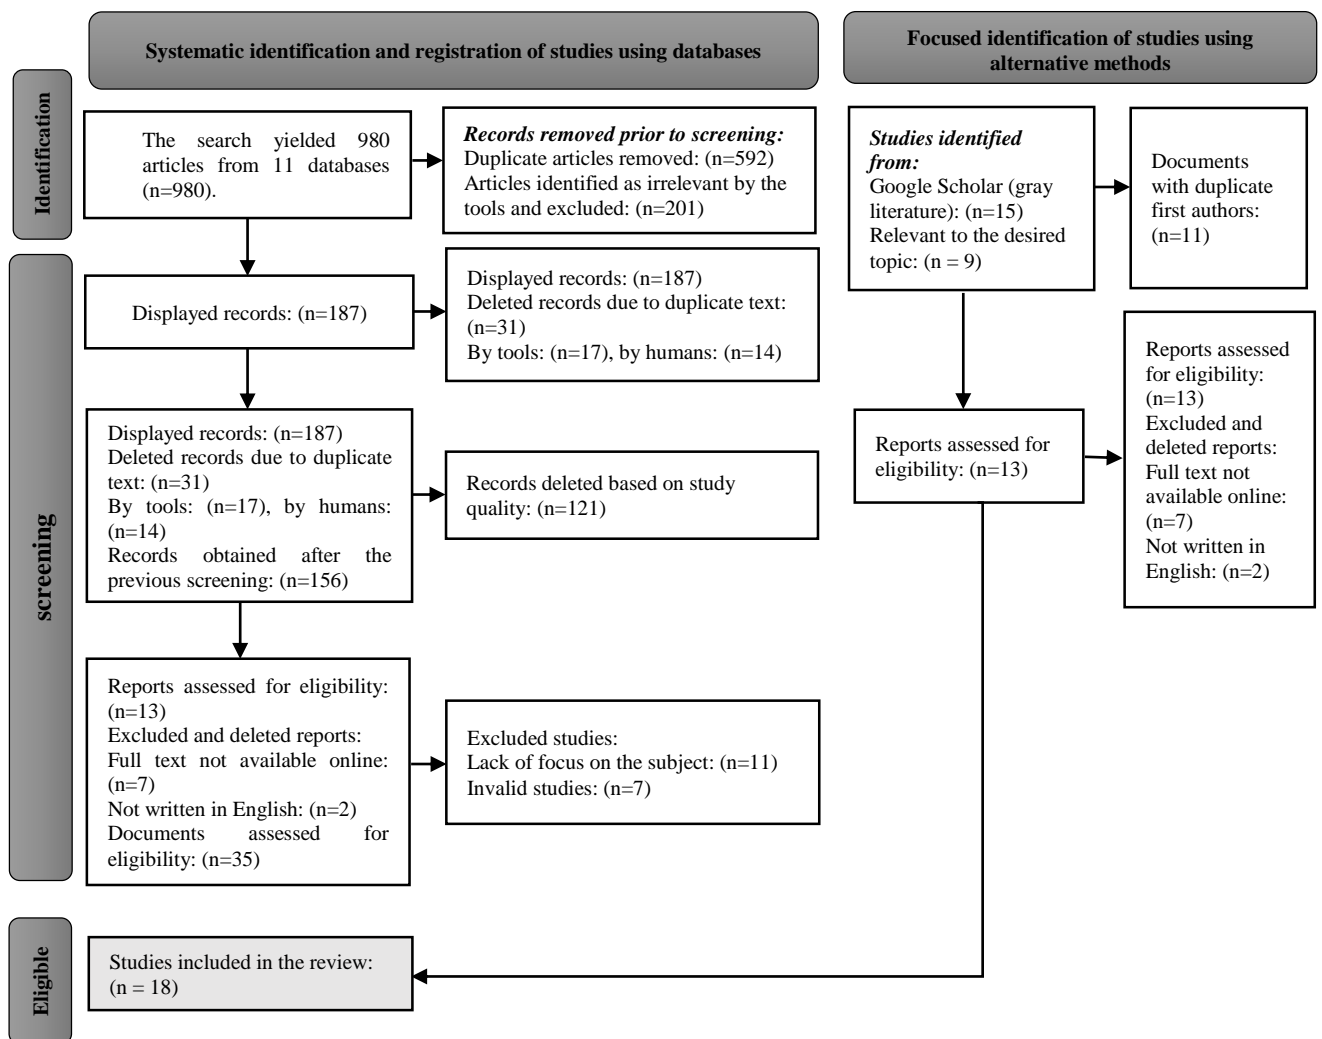 Systematic identification and registration of studies using databases
Focused identification of studies using
alternative methods
Identification
The search yielded 980
articles from 11 databases
(n=980).
Records removed prior to screening:
Duplicate articles removed: (n=592)
Articles identified as irrelevant by the
tools and excluded: (n=201)
Studies identified
from:
Google Scholar (gray
literature): (n=15)
Relevant to the desired
topic: (n = 9)
Documents
with duplicate
first authors:
(n=11)
screening
Displayed records: (n=187)
Displayed records: (n=187)
Deleted records due to duplicate text:
(n=31)
By tools: (n=17), by humans: (n=14)
Displayed records: (n=187)
Deleted records due to duplicate
text: (n=31)
By tools: (n=17), by humans:
(n=14)
Records obtained after the
previous screening: (n=156)
Records deleted based on study
quality: (n=121)
Reports assessed for
eligibility: (n=13)
Reports assessed
for eligibility:
(n=13)
Excluded and
deleted reports:
Full text not
available online:
(n=7)
Not written in
English: (n=2)
Reports assessed for eligibility:
(n=13)
Excluded and deleted reports:
Full text not available online:
(n=7)
Not written in English: (n=2)
Documents assessed for
eligibility: (n=35)
Excluded studies:
Lack of focus on the subject: (n=11)
Invalid studies: (n=7)
Eligible
Studies included in the review:
(n = 18)